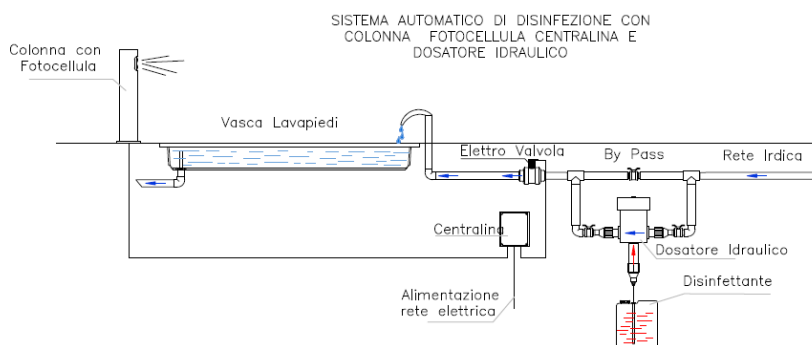 SISTEMA AUTOMATICO DI DISINFEZIONE CON
COLONNA FOTOCELLULA CENTRALINA E
DOSATORE IDRAULICO
Colonna con
Fotocellula
Vasca Lavapiedi
Elettro Valvola
By Pass
Rete Irdica
Centralina
Dosatore Idraulico
Alimentazione
rete elettrica
Disinfettante